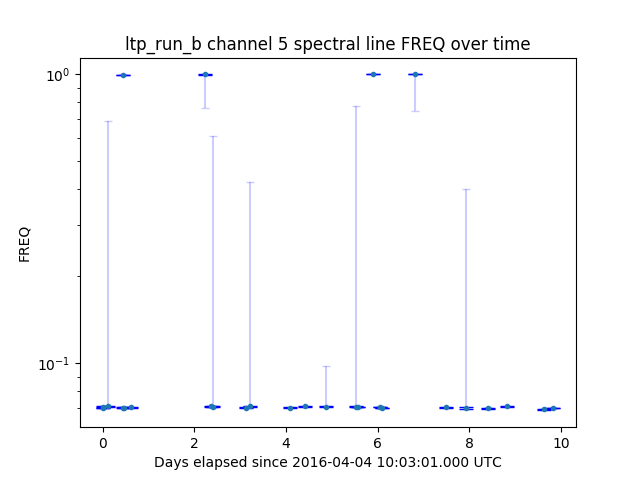 ltp_run_b channel 5 spectral line FREQ over time
10⁰
10⁻¹
FREQ
0 2 4 6 8 10
Days elapsed since 2016-04-04 10:03:01.000 UTC